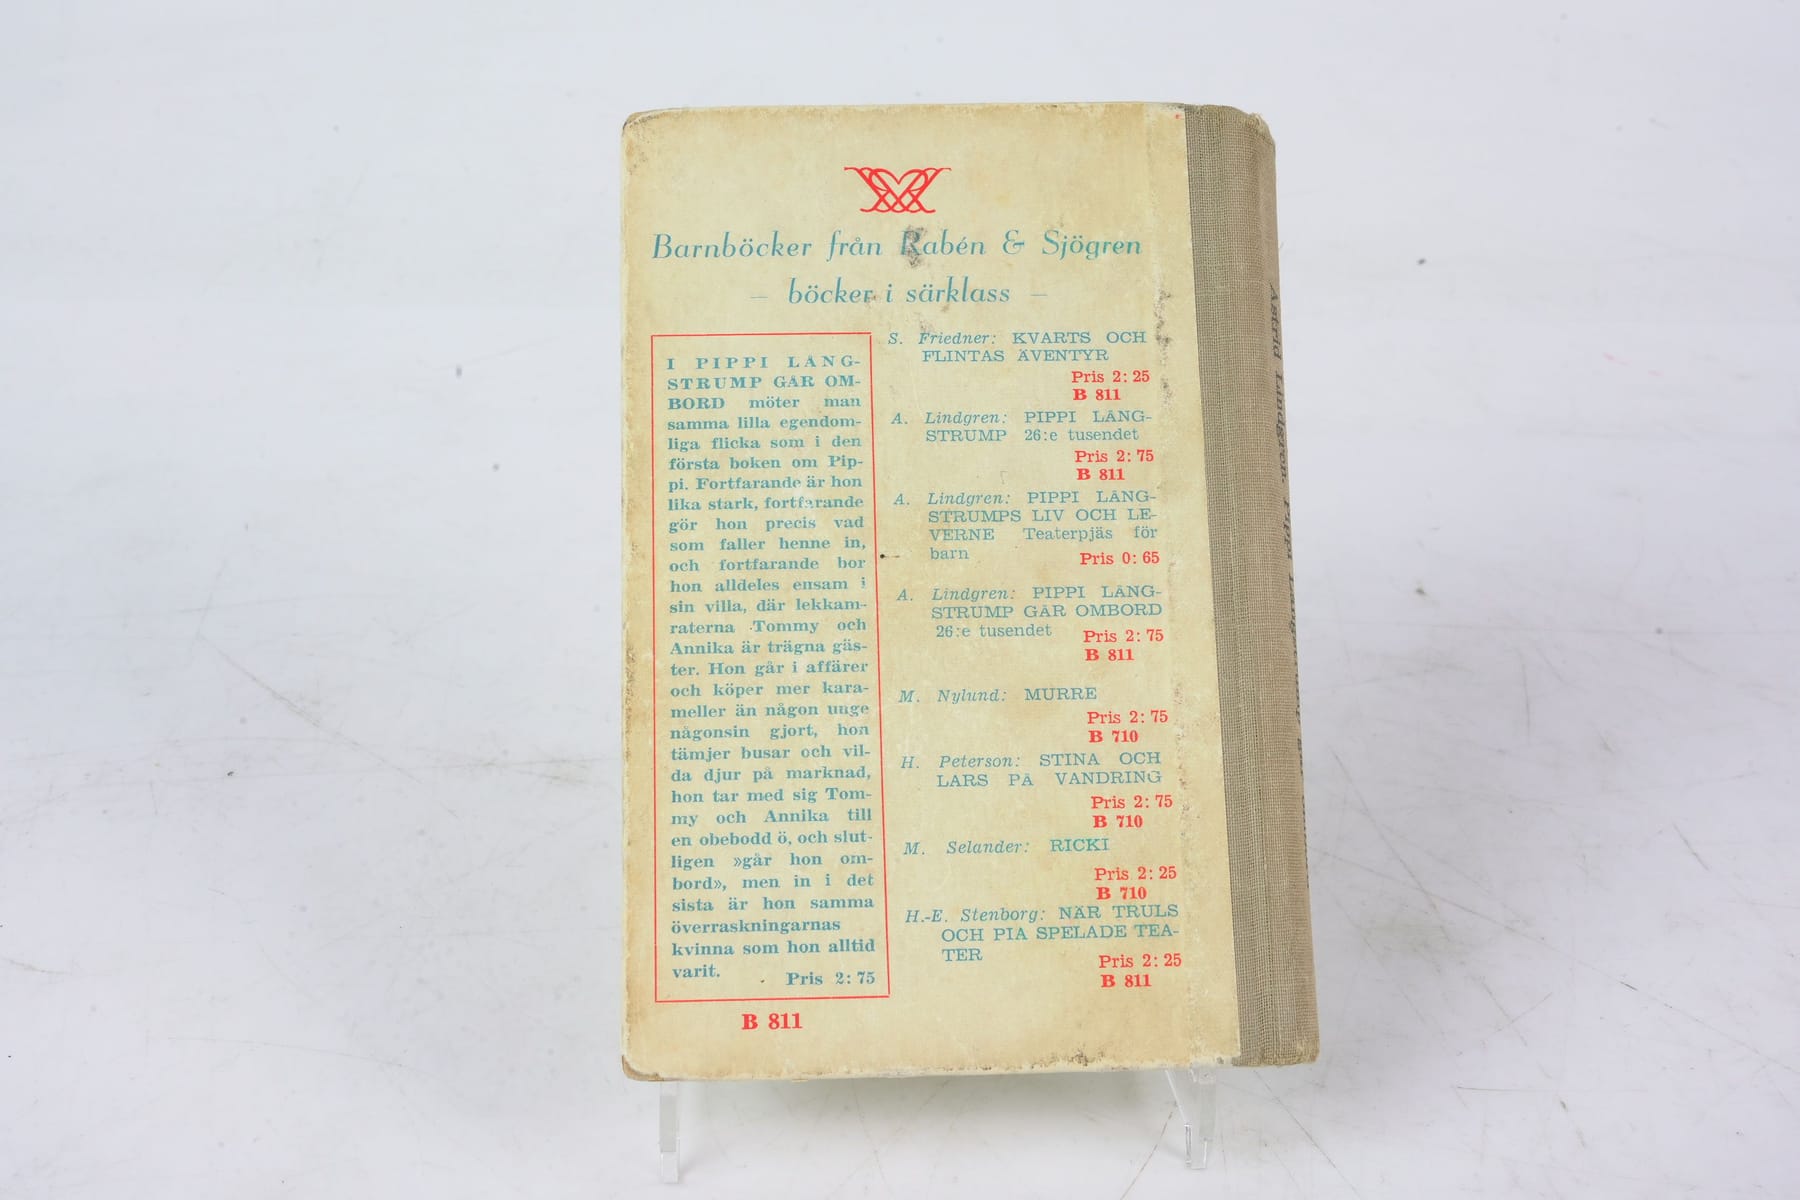 Barnböcker från Rabén & Sjögren
– böcker i särklass –
I PIPPI LÅNG-
STRUMP GÅR OM-
BORD möter man
samma lilla egendom-
liga flicka som i den
första boken om Pip-
pi. Fortfarande är hon
lika stark, fortfarande
gör hon precis vad
som faller henne in,
och fortfarande bor
hon alldeles ensam i
sin villa, där lekkam-
raterna Tommy och
Annika är trägna gäs-
ter. Hon går i affärer
och köper mer kara-
meller än någon unge
någonsin gjort, hon
tämjer busar och vil-
da djur på marknad,
hon tar med sig Tom-
my och Annika till
en obebodd ö, och slut-
ligen »går hon om-
bord», men in i det
sista är hon samma
överraskningarnas
kvinna som hon alltid
varit.
Pris 2:75
B 811
S. Friedner: KVARTS OCH
FLINTAS ÄVENTYR
Pris 2:25
B 811
A. Lindgren: PIPPI LÅNG-
STRUMP 26:e tusendet
Pris 2:75
B 811
A. Lindgren: PIPPI LÅNG-
STRUMPS LIV OCH LE-
VERNE Teaterpjäs för
barn
Pris 0:65
A. Lindgren: PIPPI LÅNG-
STRUMP GÅR OMBORD
26:e tusendet
Pris 2:75
B 811
M. Nylund: MURRE
Pris 2:75
B 710
H. Peterson: STINA OCH
LARS PÅ VANDRING
Pris 2:75
B 710
M. Selander: RICKI
Pris 2:25
B 710
H.-E. Stenborg: NÄR TRULS
OCH PIA SPELADE TEA-
TER
Pris 2:25
B 811
Astrid Lindgren. Pippi Långstrump